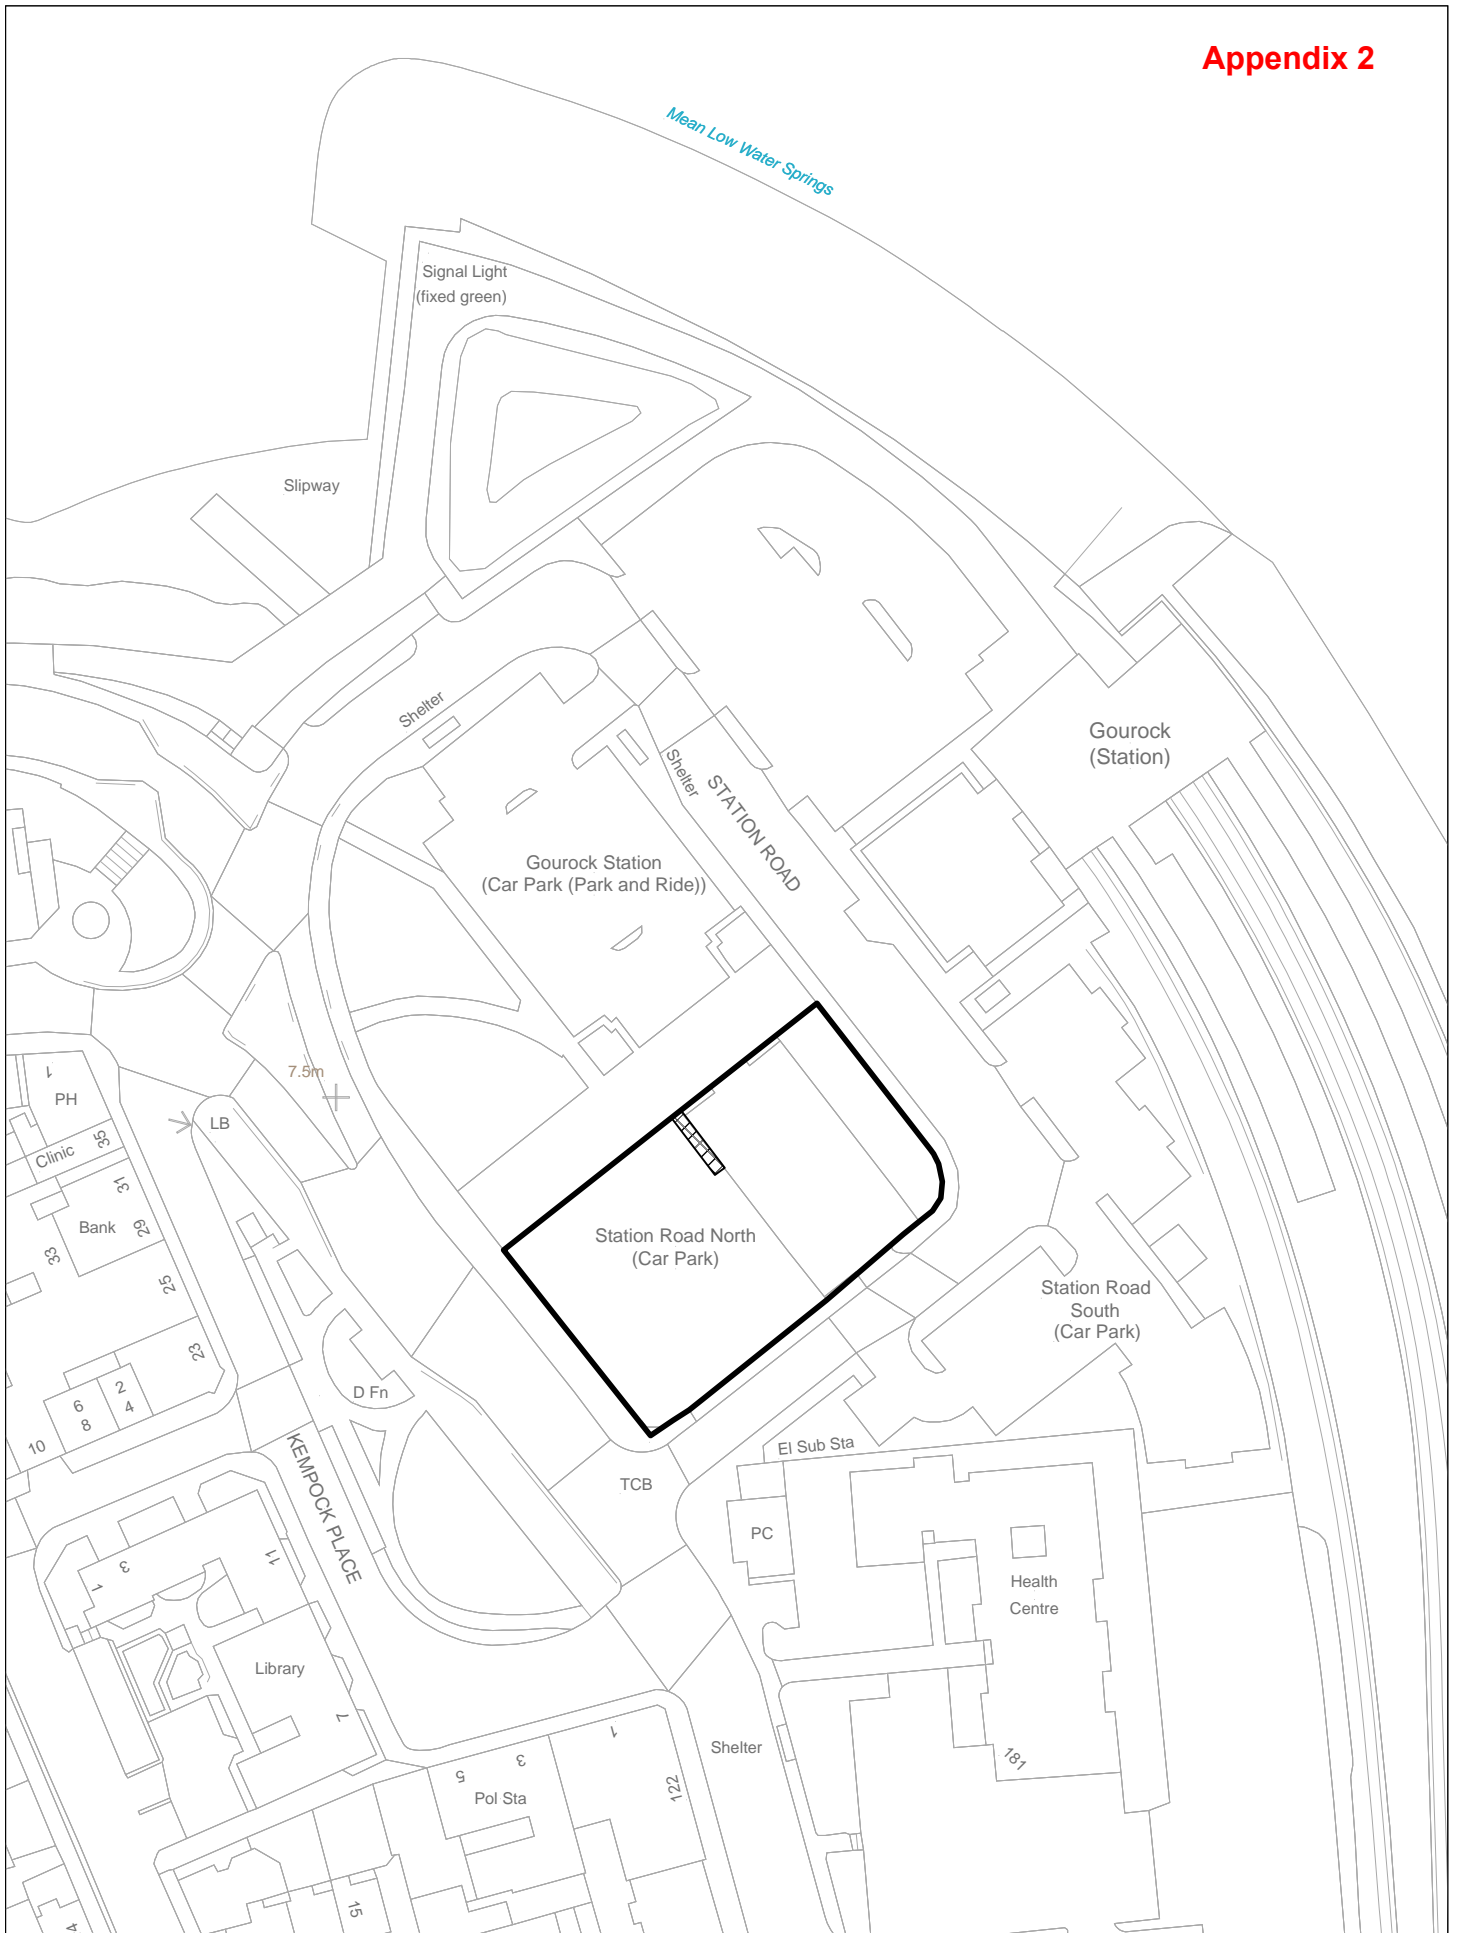 Appendix 2
Mean Low Water Springs
Signal Light
(fixed green)
Slipway
Shelter
Shelter
STATION ROAD
Gourock
(Station)
Gourock Station
(Car Park (Park and Ride))
7.5m
1
PH
LB
35
Clinic
31
Bank
29
33
25
23
2
4
6
8
10
Station Road North
(Car Park)
Station Road
South
(Car Park)
D Fn
KEMPOCK PLACE
El Sub Sta
TCB
PC
Health
Centre
11
3
1
Library
7
1
3
5
Pol Sta
122
Shelter
181
15
4